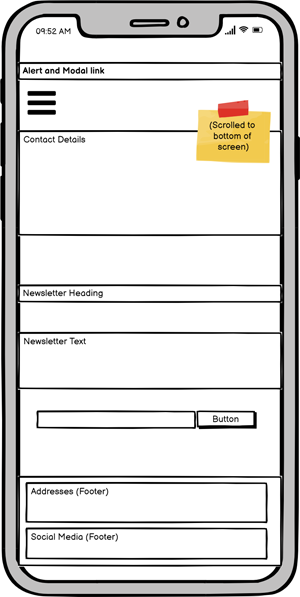 09:52 AM
Alert and Modal link
(Scrolled to
bottom of
screen)
Contact Details
Newsletter Heading
Newsletter Text
Button
Addresses (Footer)
Social Media (Footer)